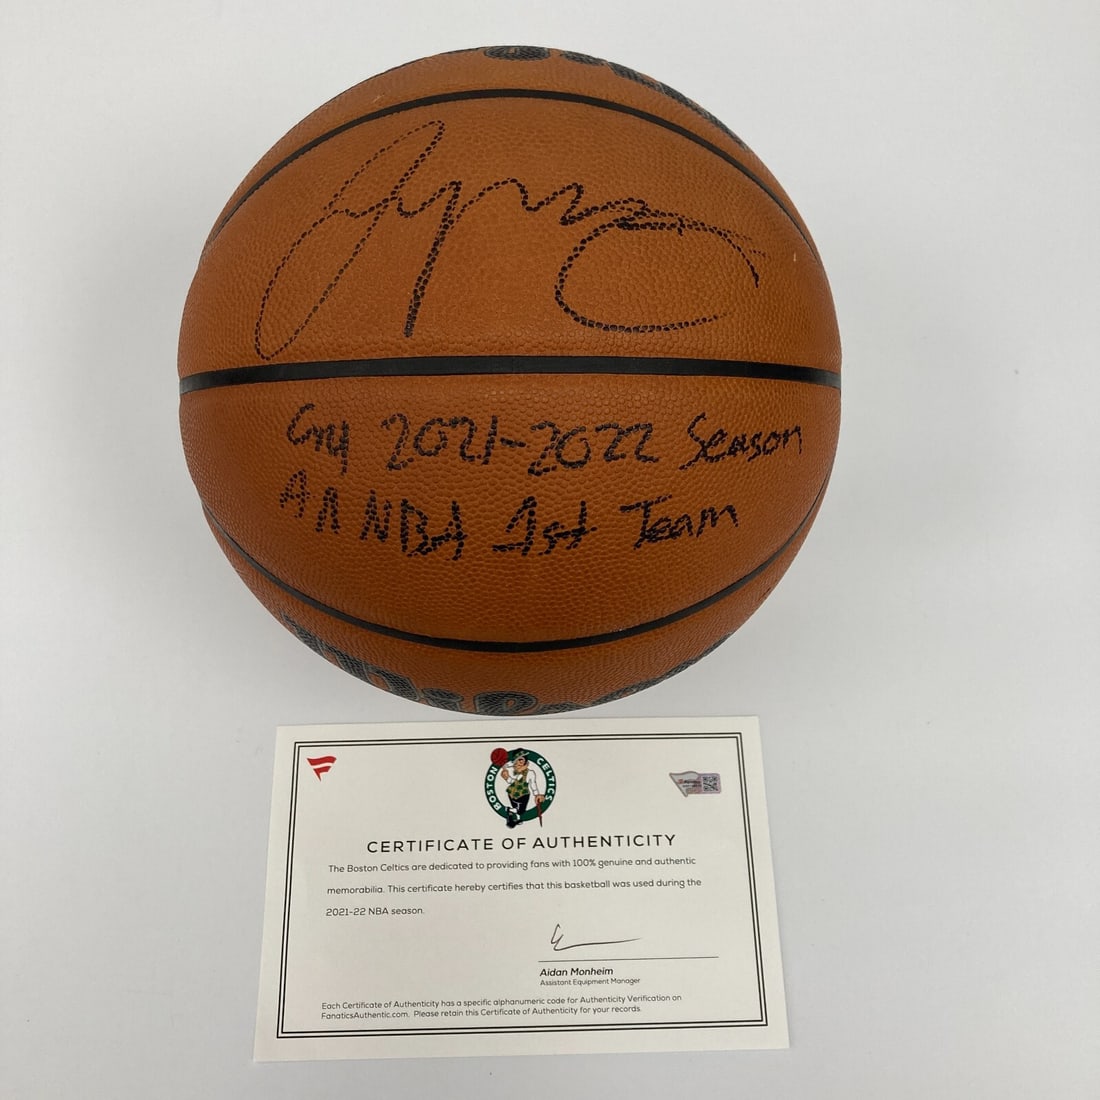 GU 2021-2022 Season
All NBA 1st Team
BOSTON CELTICS
CERTIFICATE OF AUTHENTICITY
The Boston Celtics are dedicated to providing fans with 100% genuine and authentic
memorabilia. This certificate hereby certifies that this basketball was used during the
2021-22 NBA season.
Aidan Monheim
Assistant Equipment Manager
Each Certificate of Authenticity has a specific alphanumeric code for Authenticity Verification on
FanaticsAuthentic.com. Please retain this Certificate of Authenticity for your records.